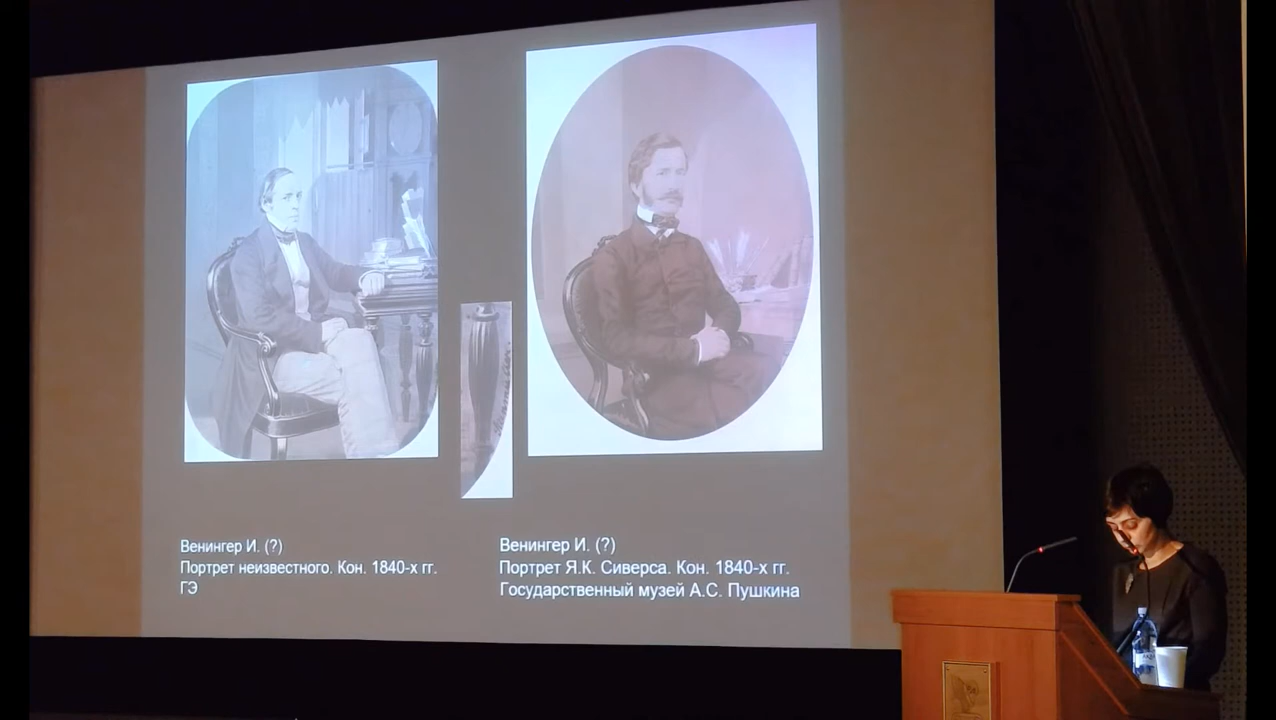 Венингер И. (?)
Портрет неизвестного. Кон. 1840-х гг.
ГЭ
Венингер И. (?)
Портрет Я.К. Сиверса. Кон. 1840-х гг.
Государственный музей А.С. Пушкина